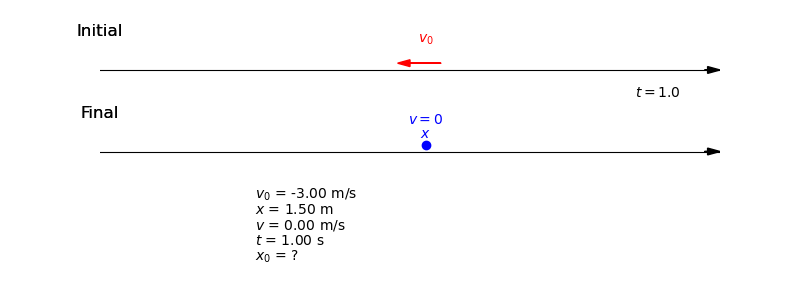 Initial
v₀
t = 1.0
Final
v = 0
x
v₀ = -3.00 m/s
x = 1.50 m
v = 0.00 m/s
t = 1.00 s
x₀ = ?